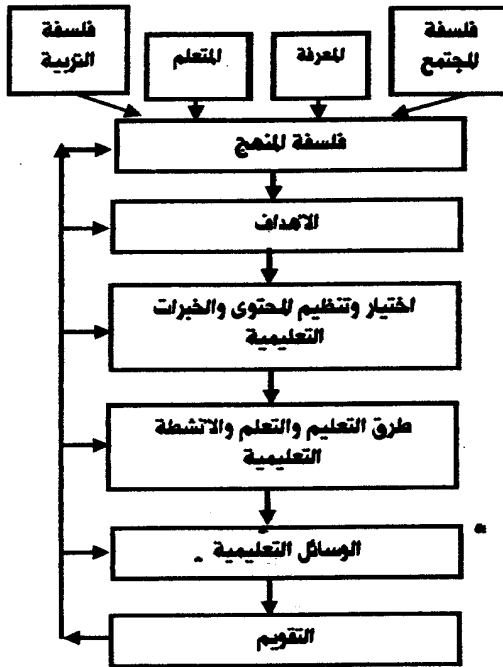 فلسفة
المجتمع
المعرفة
المتعلم
فلسفة
التربية
فلسفة المنهج
الاهداف
اختيار وتنظيم المحتوى والخبرات
التعليمية
طرق التعليم والتعلم والانشطة
التعليمية
الوسائل التعليمية
التقويم